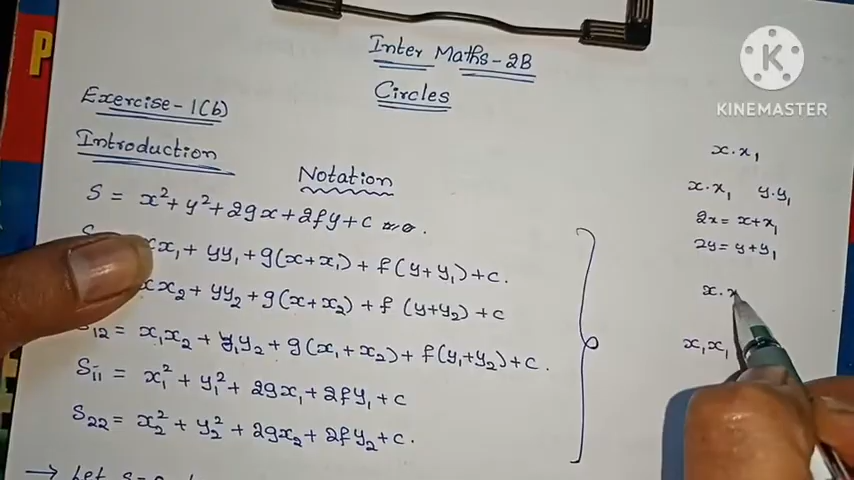 Inter Maths-2B
Circles
Exercise-1(b)
Introduction
Notation
S = x² + y² + 2gx + 2fy + c
xx₁ + yy₁ + g(x+x₁) + f(y+y₁) + c.
xx₂ + yy₂ + g(x+x₂) + f(y+y₂) + c
S₁₂ = x₁x₂ + y₁y₂ + g(x₁+x₂) + f(y₁+y₂) + c.
S₁₁ = x₁² + y₁² + 2gx₁ + 2fy₁ + c
S₂₂ = x₂² + y₂² + 2gx₂ + 2fy₂ + c.
→ Let S=0
x·x₁
x·x₁ y·y₁
2x = x+x₁
2y = y+y₁
x·x
x₁x₁
K
KINEMASTER
P